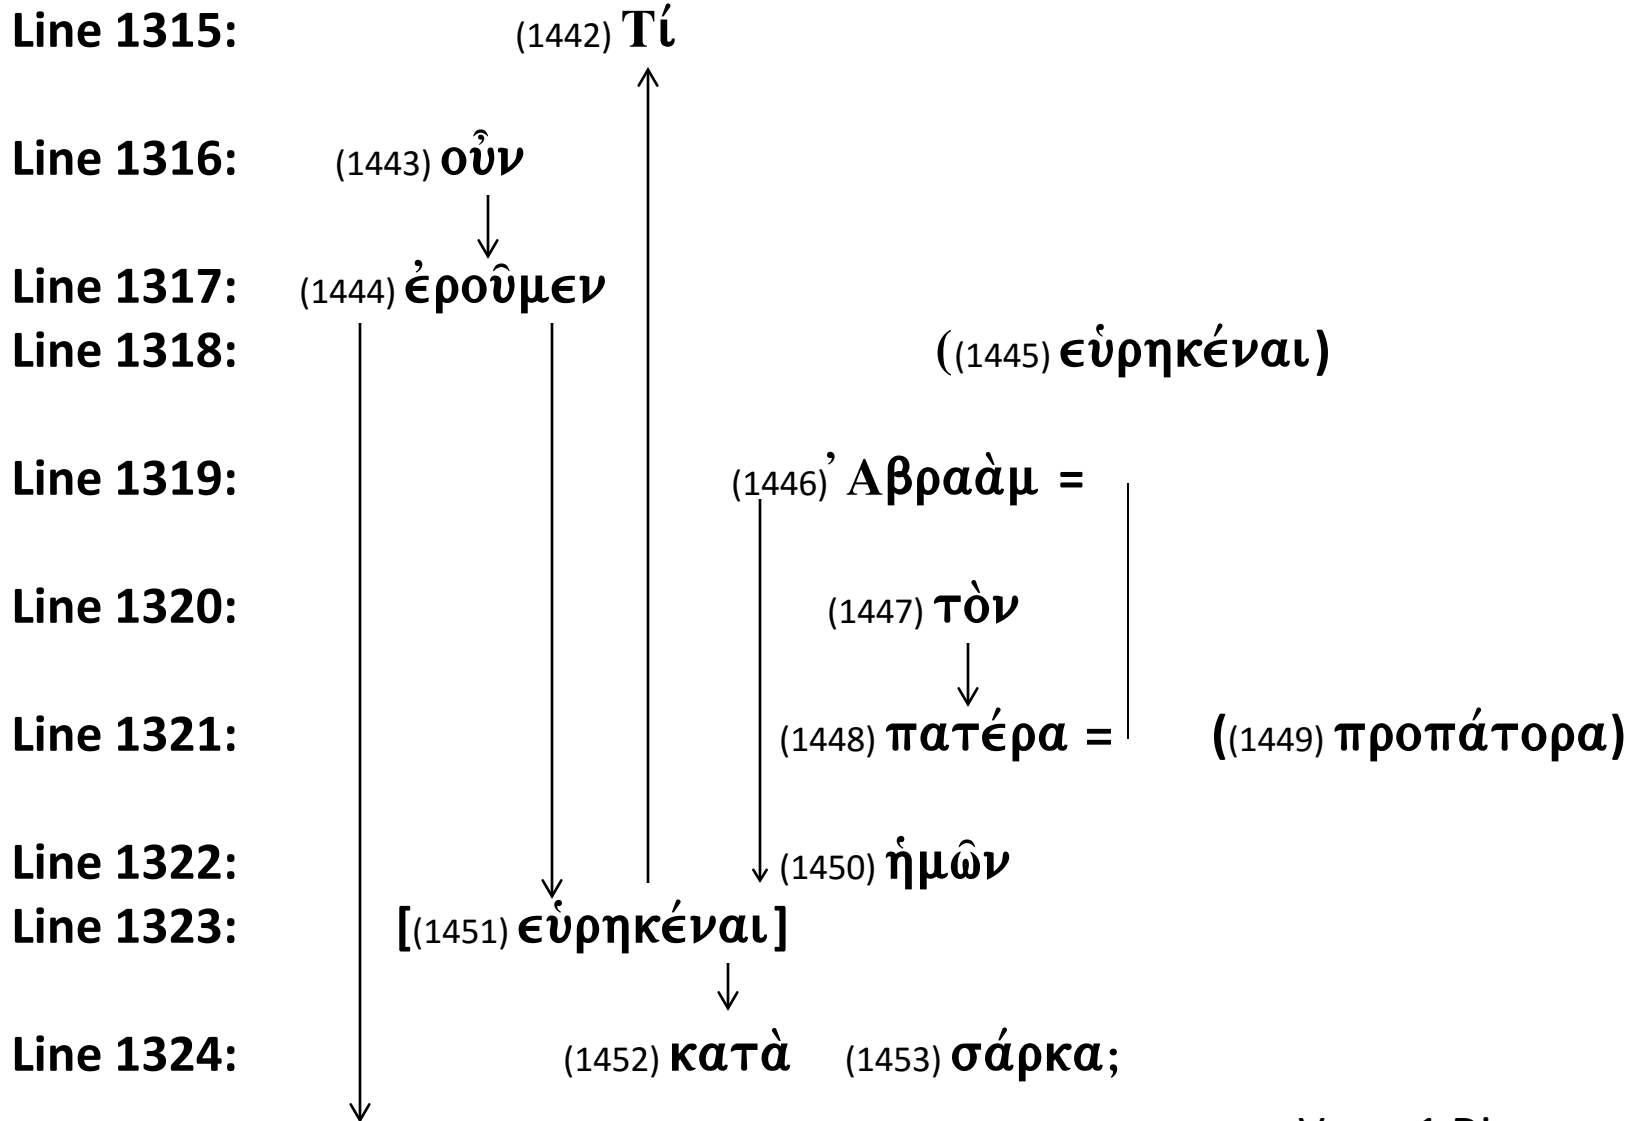 Line 1315: (1442) Τί
Line 1316: (1443) οὖν
Line 1317: (1444) ἐροῦμεν
Line 1318: ((1445) εὑρηκέναι)
Line 1319: (1446) ᾿Αβραὰμ =
Line 1320: (1447) τὸν
Line 1321: (1448) πατέρα = ((1449) προπάτορα)
Line 1322: (1450) ἡμῶν
Line 1323: [(1451) εὑρηκέναι]
Line 1324: (1452) κατὰ (1453) σάρκα;